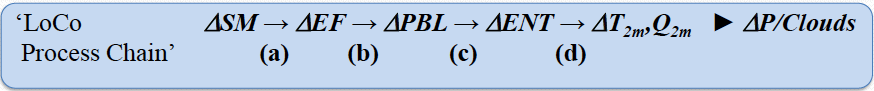 ‘LoCo ΔSM → ΔEF → ΔPBL → ΔENT → ΔT2m,Q2m ► ΔP/Clouds
Process Chain’ (a) (b) (c) (d)